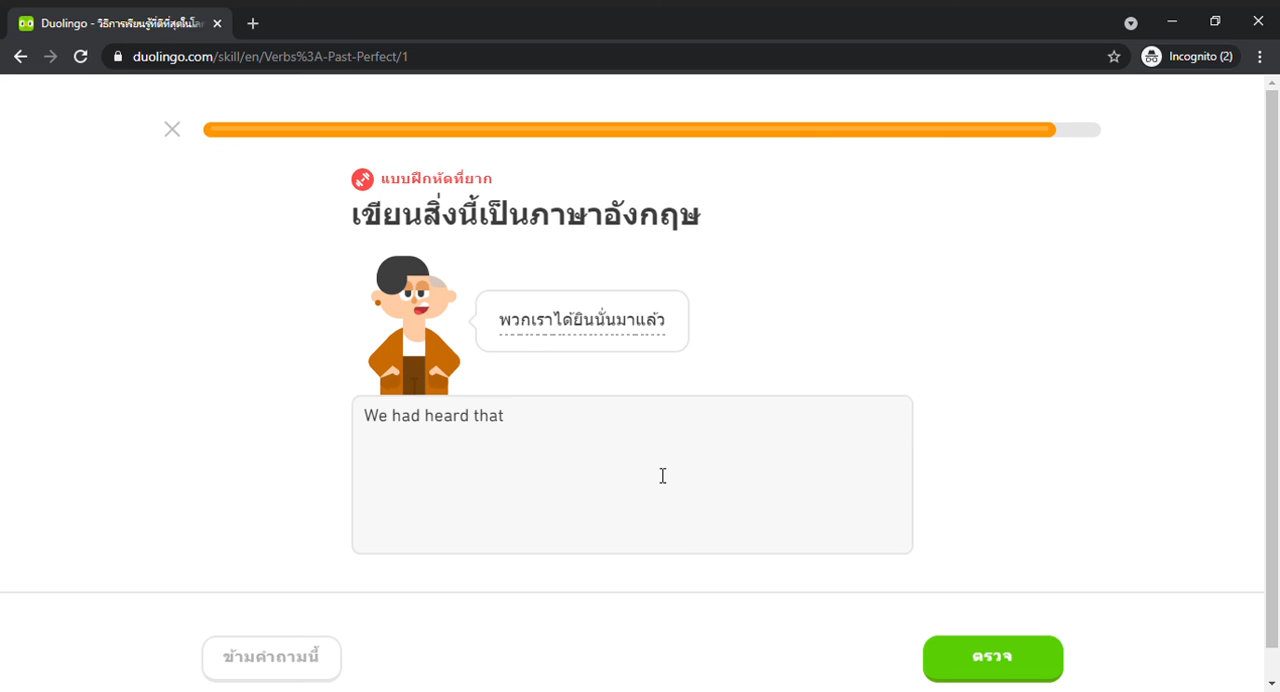 Duolingo - วิธีการเรียนรู้ที่ดีที่สุดในโล
duolingo.com/skill/en/Verbs%3A-Past-Perfect/1
Incognito (2)
แบบฝึกหัดที่ยาก
เขียนสิ่งนี้เป็นภาษาอังกฤษ
พวกเราได้ยินนั่นมาแล้ว
We had heard that
ข้ามคำถามนี้
ตรวจ